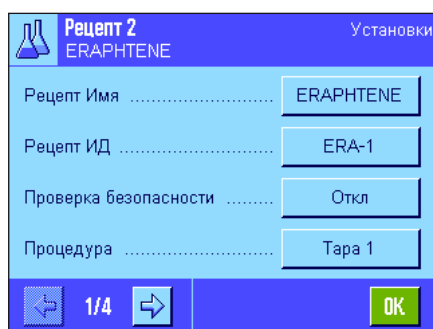 Рецепт 2
Установки
ERAPHTENE
Рецепт Имя .......................... ERAPHTENE
Рецепт ИД ........................... ERA-1
Проверка безопасности ........ Откл
Процедура ........................... Тара 1
1/4
OK